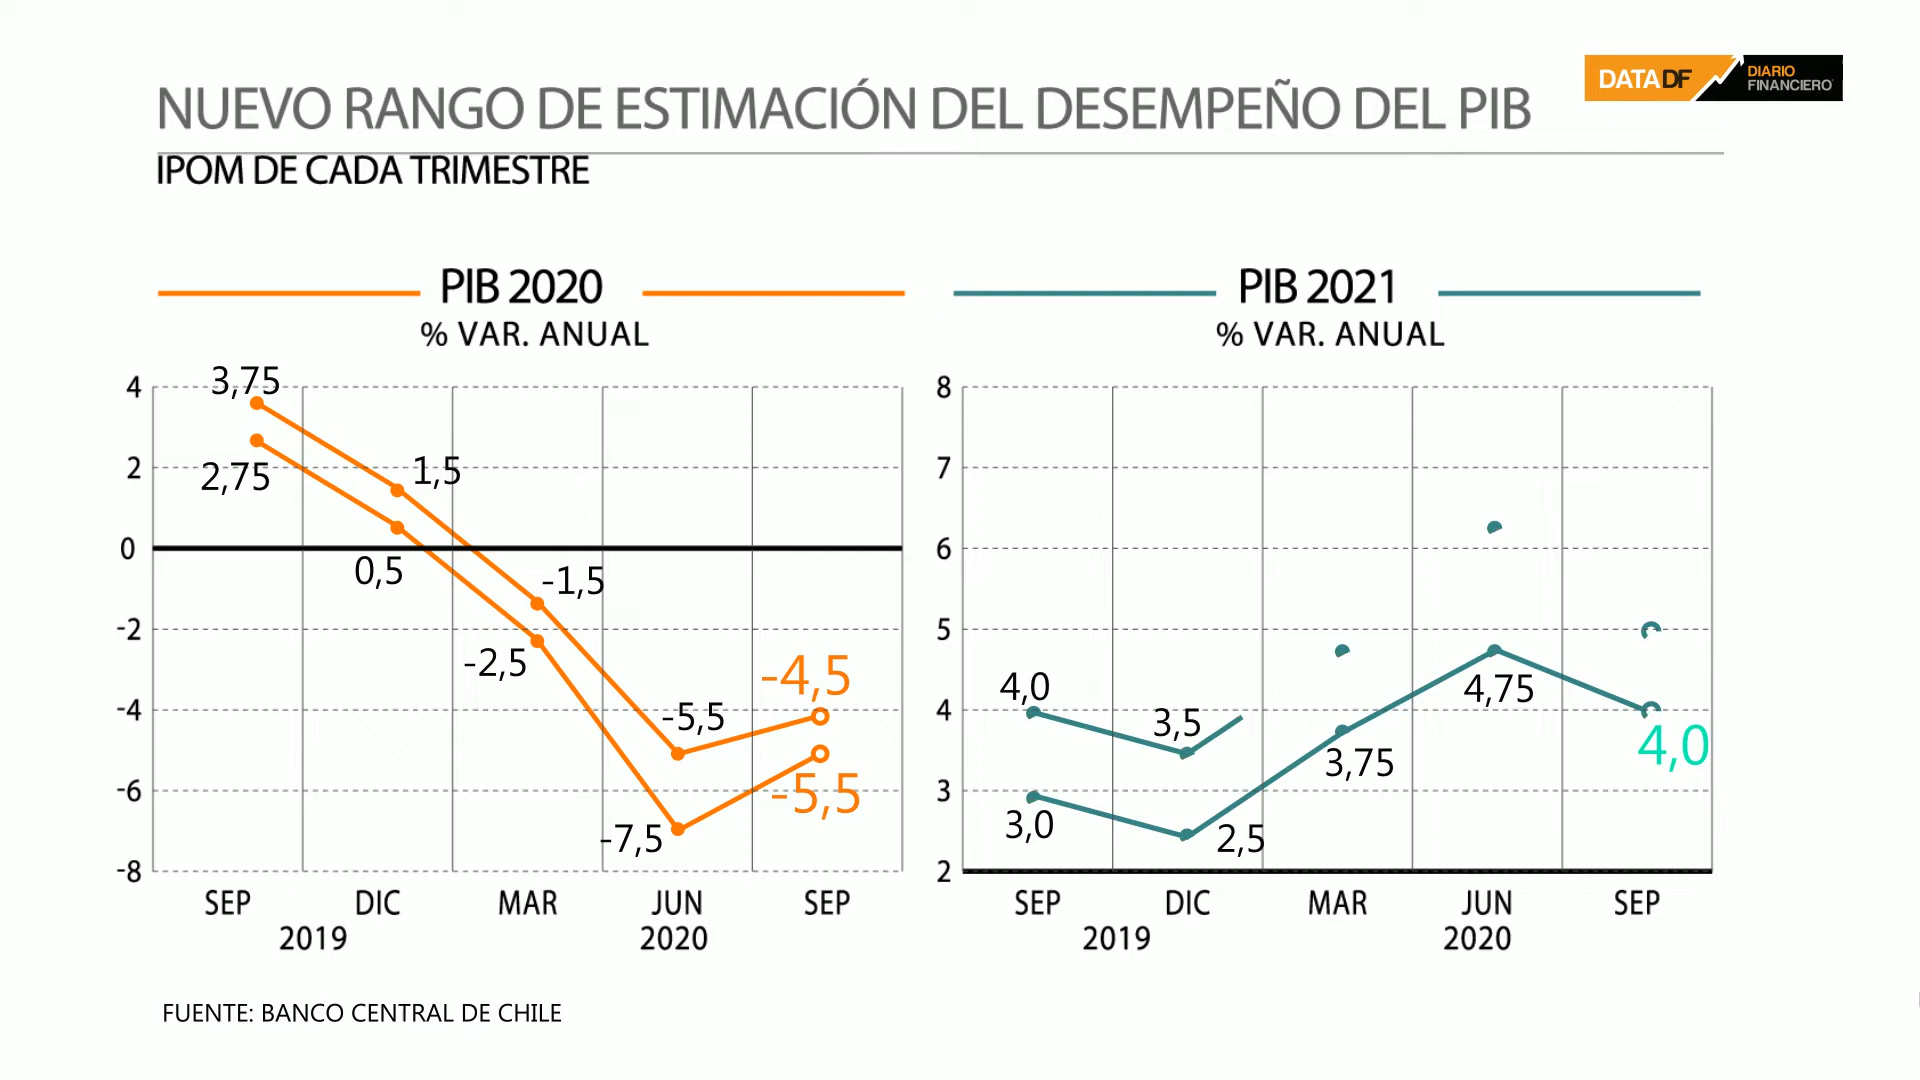 NUEVO RANGO DE ESTIMACIÓN DEL DESEMPEÑO DEL PIB
DATADF
DIARIO
FINANCIERO
IPOM DE CADA TRIMESTRE
PIB 2020
% VAR. ANUAL
4
2
0
-2
-4
-6
-8
3,75
2,75
1,5
0,5
-1,5
-2,5
-5,5
-7,5
-4,5
-5,5
SEP DIC MAR JUN SEP
2019 2020
PIB 2021
% VAR. ANUAL
8
7
6
5
4
3
2
4,0
3,0
3,5
2,5
3,75
4,75
4,0
SEP DIC MAR JUN SEP
2019 2020
FUENTE: BANCO CENTRAL DE CHILE